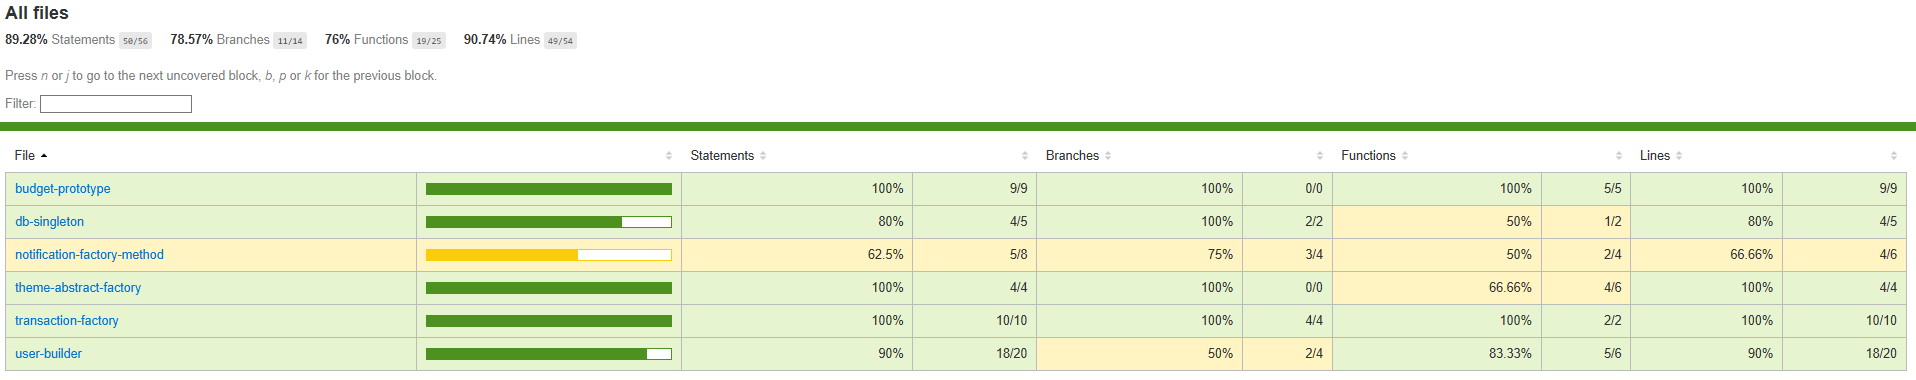 All files
89.28% Statements 50/56 78.57% Branches 11/14 76% Functions 19/25 90.74% Lines 49/54
Press n or j to go to the next uncovered block, b, p or k for the previous block.
Filter:
File Statements Branches Functions Lines
budget-prototype 100% 9/9 100% 0/0 100% 5/5 100% 9/9
db-singleton 80% 4/5 100% 2/2 50% 1/2 80% 4/5
notification-factory-method 62.5% 5/8 75% 3/4 50% 2/4 66.66% 4/6
theme-abstract-factory 100% 4/4 100% 0/0 66.66% 4/6 100% 4/4
transaction-factory 100% 10/10 100% 4/4 100% 2/2 100% 10/10
user-builder 90% 18/20 50% 2/4 83.33% 5/6 90% 18/20